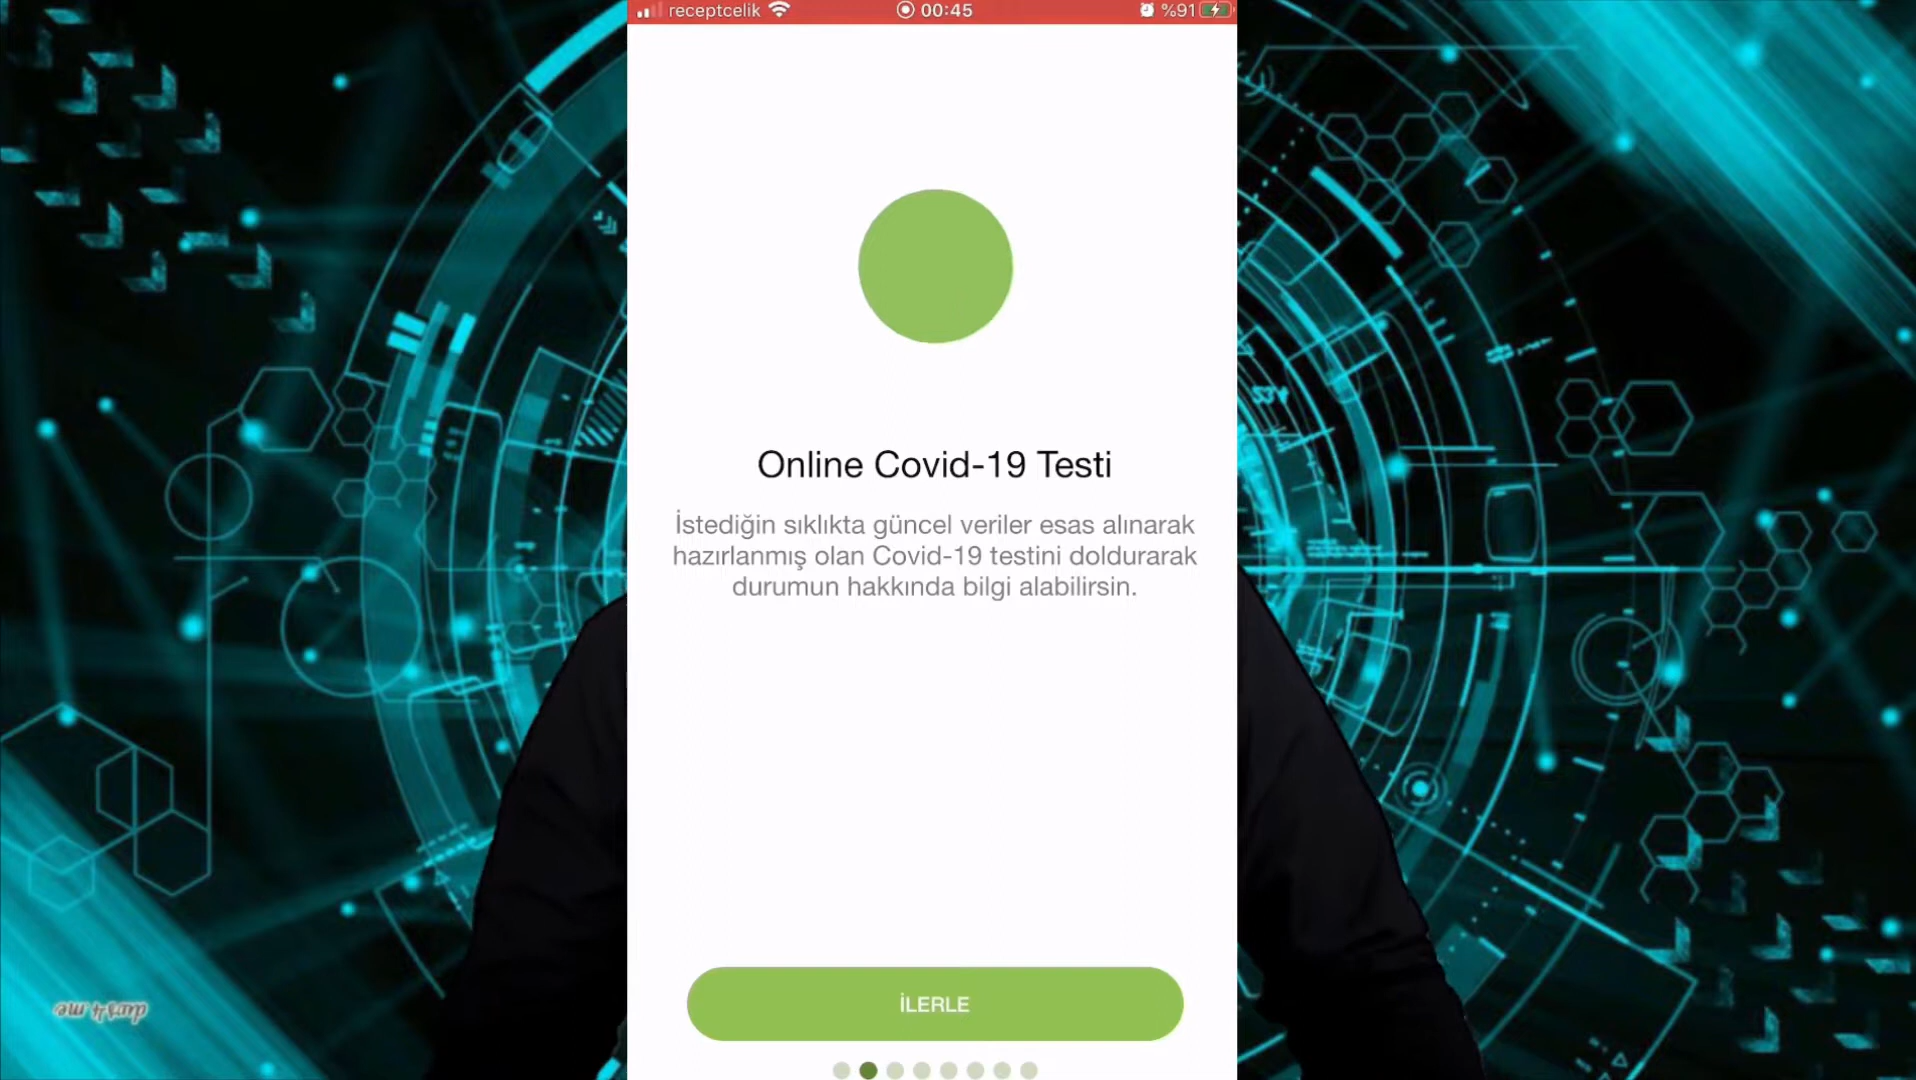 receptcelik 00:45 %91
Online Covid-19 Testi
İstediğin sıklıkta güncel veriler esas alınarak
hazırlanmış olan Covid-19 testini doldurarak
durumun hakkında bilgi alabilirsin.
İLERLE